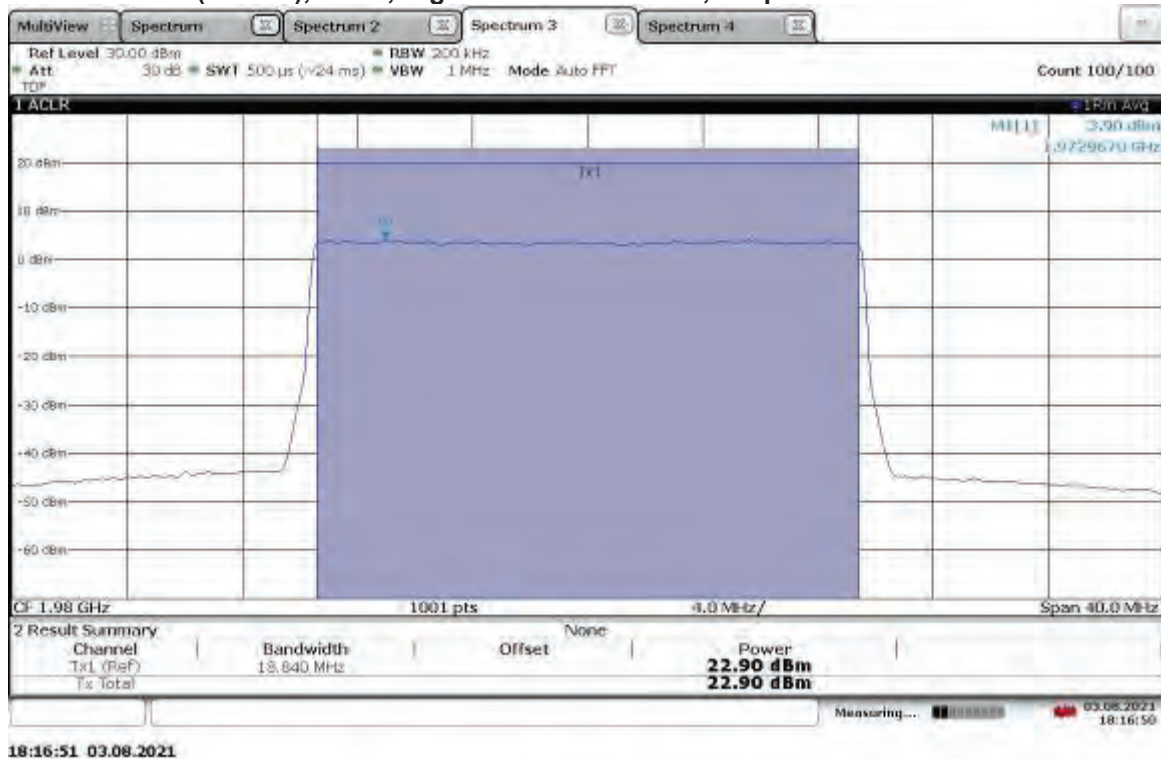 MultiView Spectrum Spectrum 2 Spectrum 3 Spectrum 4
Ref Level 30.00 dBm RBW 200 kHz
Att 30 dB SWT 500 µs (~24 ms) VBW 1 MHz Mode Auto FFT Count 100/100
TDF
1 ACLR 1Rm Avg
M1[1] 3.90 dBm
1.9729670 GHz
20 dBm
Tx1
10 dBm
M1
0 dBm
-10 dBm
-20 dBm
-30 dBm
-40 dBm
-50 dBm
-60 dBm
CF 1.98 GHz 1001 pts 4.0 MHz/ Span 40.0 MHz
2 Result Summary None
Channel Bandwidth Offset Power
Tx1 (Ref) 18.840 MHz 22.90 dBm
Tx Total 22.90 dBm
Measuring... 03.08.2021
18:16:50
18:16:51 03.08.2021